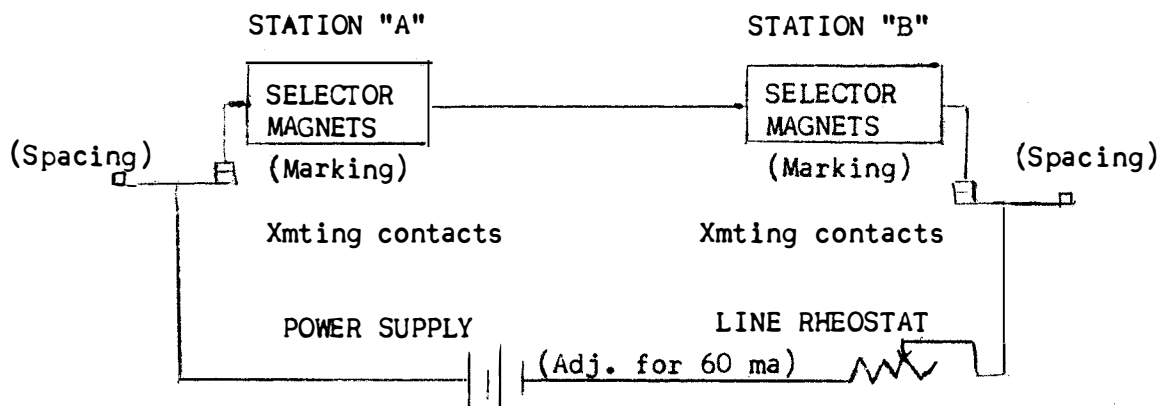 STATION "A"
STATION "B"
SELECTOR
MAGNETS
SELECTOR
MAGNETS
(Spacing)
(Marking)
(Marking)
(Spacing)
Xmting contacts
Xmting contacts
POWER SUPPLY
LINE RHEOSTAT
(Adj. for 60 ma)